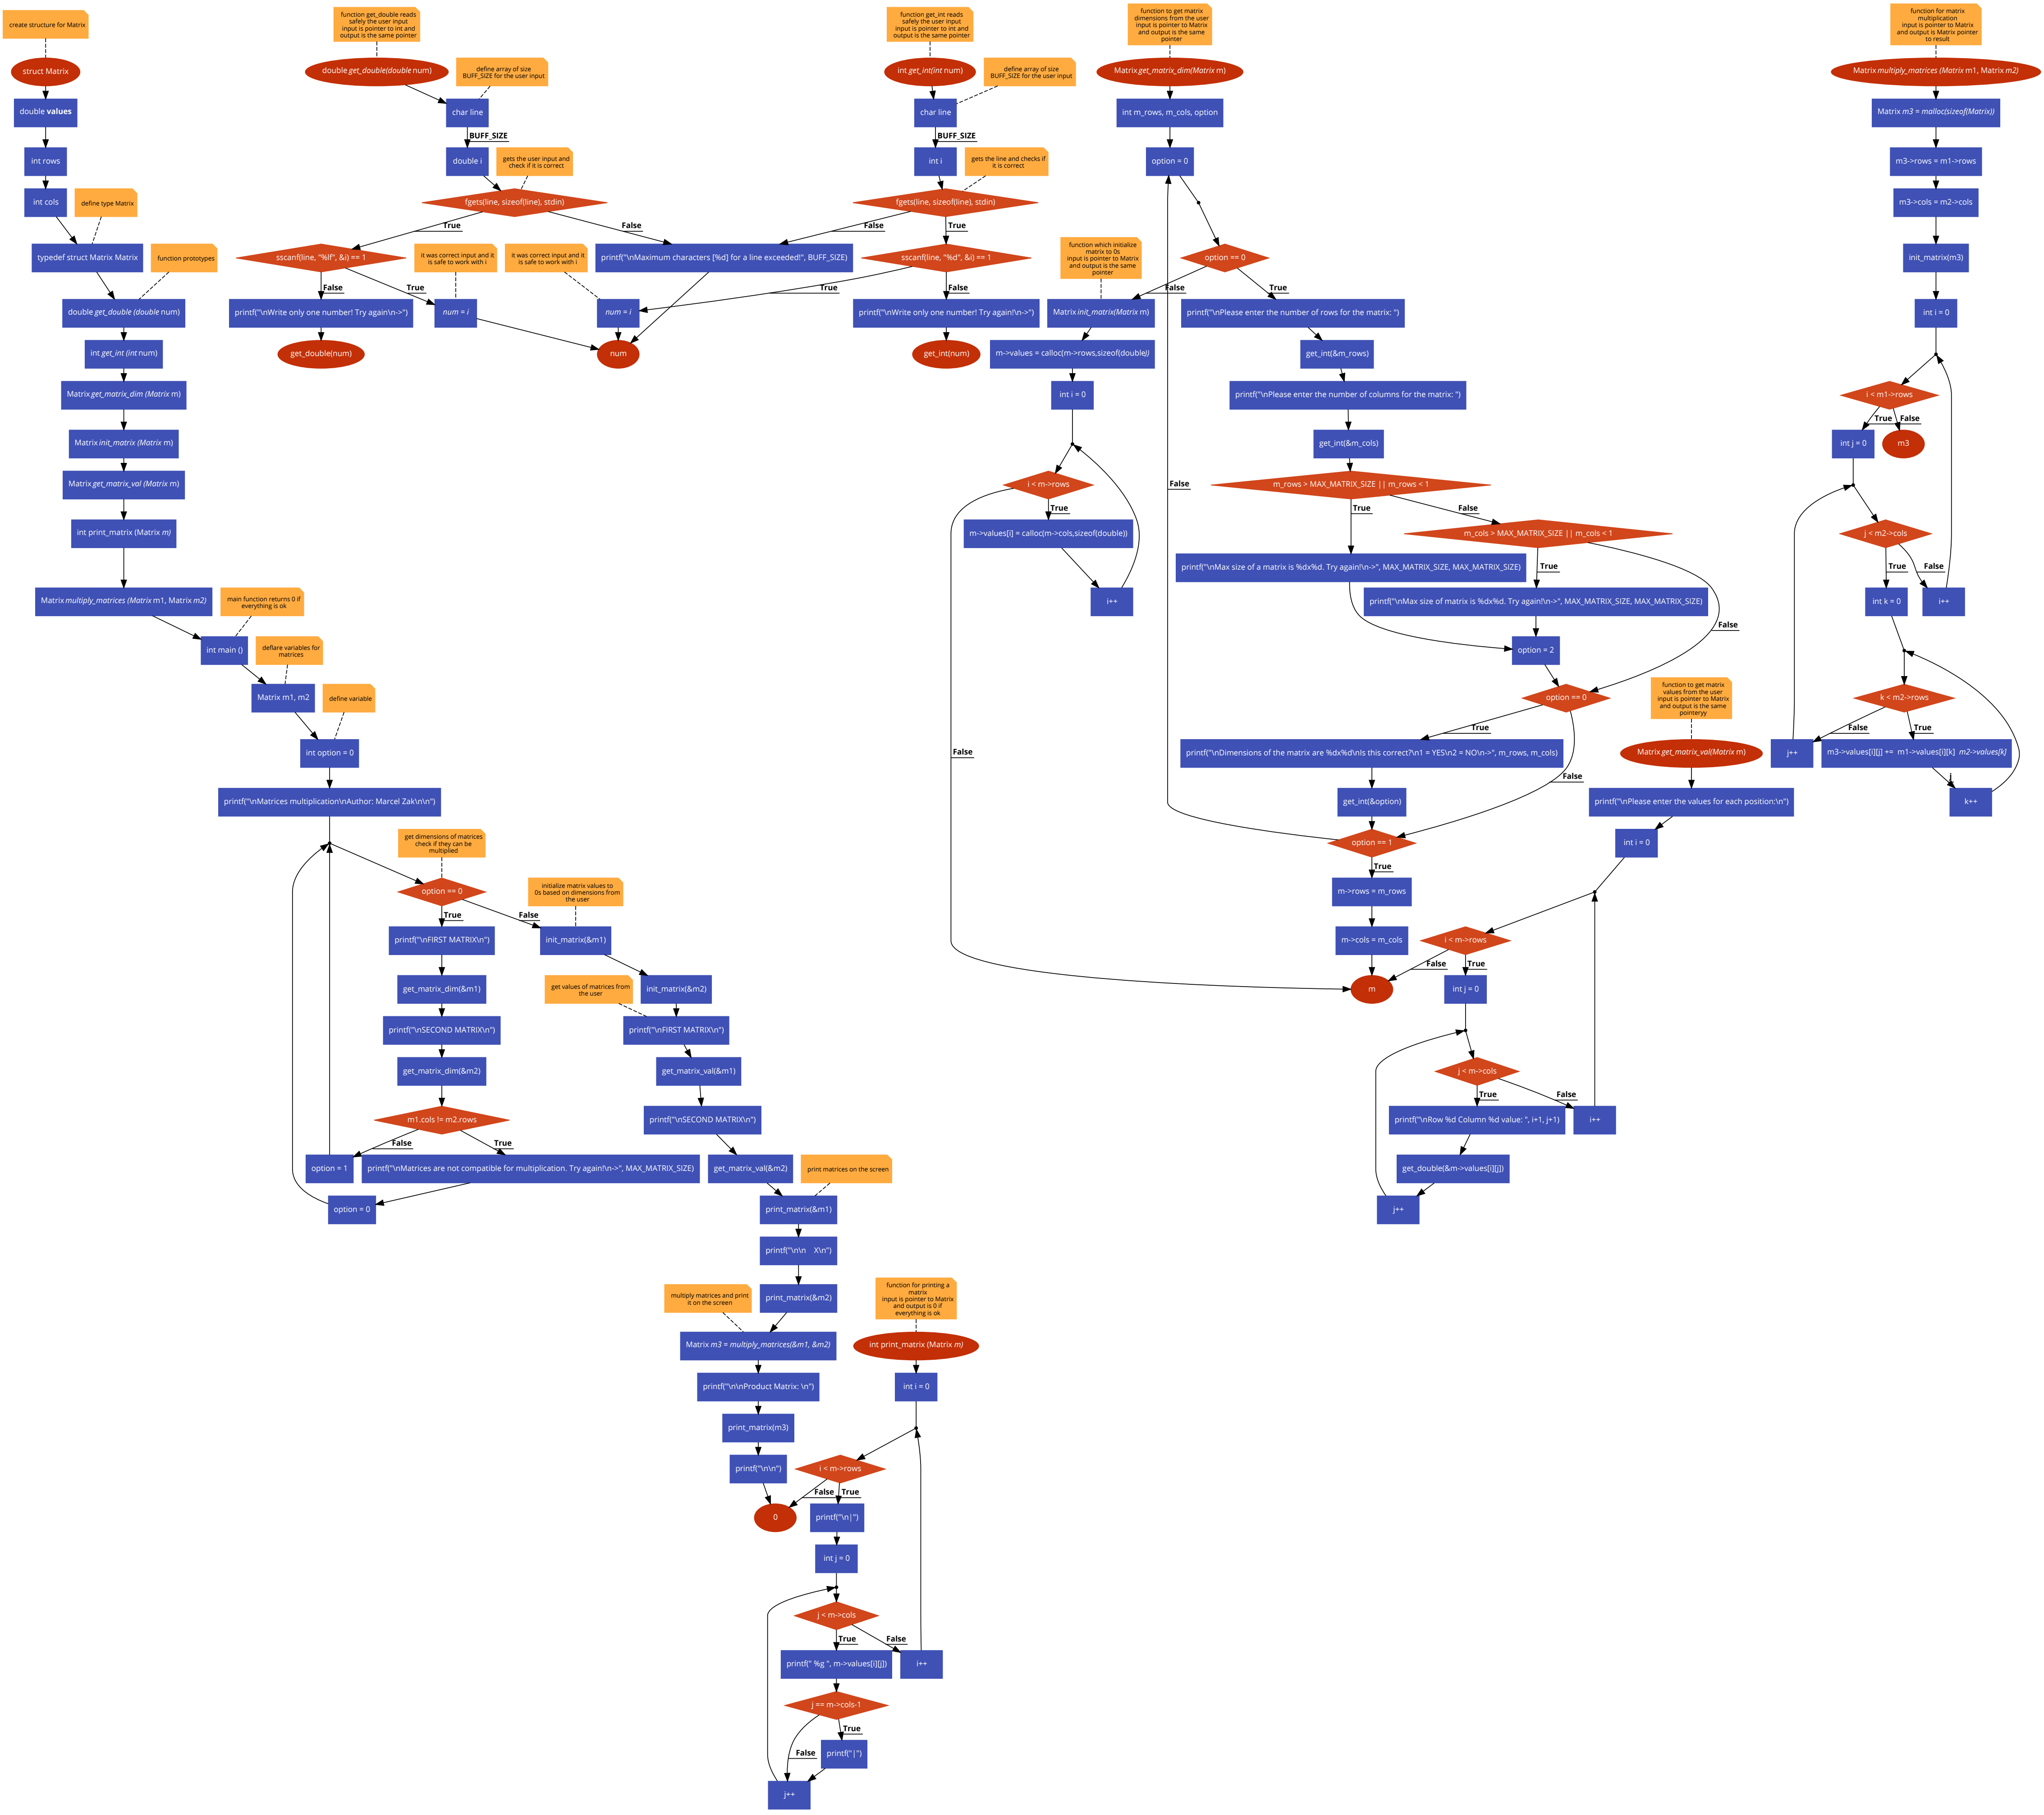 create structure for Matrix
struct Matrix
double values
int rows
int cols
define type Matrix
typedef struct Matrix Matrix
function prototypes
double get_double (double num)
int get_int (int num)
Matrix get_matrix_dim (Matrix m)
Matrix init_matrix (Matrix m)
Matrix get_matrix_val (Matrix m)
int print_matrix (Matrix m)
Matrix multiply_matrices (Matrix m1, Matrix m2)
main function returns 0 if
everything is ok
int main ()
deflare variables for
matrices
Matrix m1, m2
define variable
int option = 0
printf("\nMatrices multiplication\nAuthor: Marcel Zak\n\n")
get dimensions of matrices
check if they can be
multiplied
option == 0
True
False
printf("\nFIRST MATRIX\n")
get_matrix_dim(&m1)
printf("\nSECOND MATRIX\n")
get_matrix_dim(&m2)
m1.cols != m2.rows
False
True
option = 1
printf("\nMatrices are not compatible for multiplication. Try again!\n->", MAX_MATRIX_SIZE)
option = 0
initialize matrix values to
0s based on dimensions from
the user
init_matrix(&m1)
init_matrix(&m2)
get values of matrices from
the user
printf("\nFIRST MATRIX\n")
get_matrix_val(&m1)
printf("\nSECOND MATRIX\n")
get_matrix_val(&m2)
print matrices on the screen
print_matrix(&m1)
printf("\n\n    X\n")
print_matrix(&m2)
multiply matrices and print
it on the screen
Matrix m3 = multiply_matrices(&m1, &m2)
printf("\n\nProduct Matrix: \n")
print_matrix(m3)
printf("\n\n")
0
function get_double reads
safely the user input
input is pointer to int and
output is the same pointer
double get_double(double num)
define array of size
BUFF_SIZE for the user input
char line
BUFF_SIZE
double i
gets the user input and
check if it is correct
fgets(line, sizeof(line), stdin)
True
False
sscanf(line, "%lf", &i) == 1
False
True
it was correct input and it
is safe to work with i
printf("\nWrite only one number! Try again\n->")
num = i
get_double(num)
printf("\nMaximum characters [%d] for a line exceeded!", BUFF_SIZE)
function get_int reads
safely the user input
input is pointer to int and
output is the same pointer
int get_int(int num)
define array of size
BUFF_SIZE for the user input
char line
BUFF_SIZE
int i
gets the line and checks if
it is correct
fgets(line, sizeof(line), stdin)
False
True
sscanf(line, "%d", &i) == 1
True
False
it was correct input and it
is safe to work with i
num = i
num
printf("\nWrite only one number! Try again!\n->")
get_int(num)
function which initialize
matrix to 0s
input is pointer to Matrix
and output is the same
pointer
Matrix init_matrix(Matrix m)
m->values = calloc(m->rows,sizeof(double))
int i = 0
i < m->rows
True
False
m->values[i] = calloc(m->cols,sizeof(double))
i++
function to get matrix
dimensions from the user
input is pointer to Matrix
and output is the same
pointer
Matrix get_matrix_dim(Matrix m)
int m_rows, m_cols, option
option = 0
option == 0
False
True
printf("\nPlease enter the number of rows for the matrix: ")
get_int(&m_rows)
printf("\nPlease enter the number of columns for the matrix: ")
get_int(&m_cols)
m_rows > MAX_MATRIX_SIZE || m_rows < 1
True
False
m_cols > MAX_MATRIX_SIZE || m_cols < 1
printf("\nMax size of a matrix is %dx%d. Try again!\n->", MAX_MATRIX_SIZE, MAX_MATRIX_SIZE)
True
False
printf("\nMax size of matrix is %dx%d. Try again!\n->", MAX_MATRIX_SIZE, MAX_MATRIX_SIZE)
option = 2
option == 0
True
False
printf("\nDimensions of the matrix are %dx%d\nIs this correct?\n1 = YES\n2 = NO\n->", m_rows, m_cols)
get_int(&option)
option == 1
False
True
m->rows = m_rows
m->cols = m_cols
m
function to get matrix
values from the user
input is pointer to Matrix
and output is the same
pointeryy
Matrix get_matrix_val(Matrix m)
printf("\nPlease enter the values for each position:\n")
int i = 0
i < m->rows
False
True
int j = 0
j < m->cols
True
False
printf("\nRow %d Column %d value: ", i+1, j+1)
i++
get_double(&m->values[i][j])
j++
function for printing a
matrix
input is pointer to Matrix
and output is 0 if
everything is ok
int print_matrix (Matrix m)
int i = 0
i < m->rows
False
True
printf("\n|")
int j = 0
j < m->cols
True
False
printf(" %g ", m->values[i][j])
i++
j == m->cols-1
True
False
printf("|")
j++
function for matrix
multiplication
input is pointer to Matrix
and output is Matrix pointer
to result
Matrix multiply_matrices (Matrix m1, Matrix m2)
Matrix m3 = malloc(sizeof(Matrix))
m3->rows = m1->rows
m3->cols = m2->cols
init_matrix(m3)
int i = 0
i < m1->rows
True
False
int j = 0
m3
j < m2->cols
True
False
int k = 0
i++
k < m2->rows
False
True
j++
m3->values[i][j] +=  m1->values[i][k]  m2->values[k]
j
k++